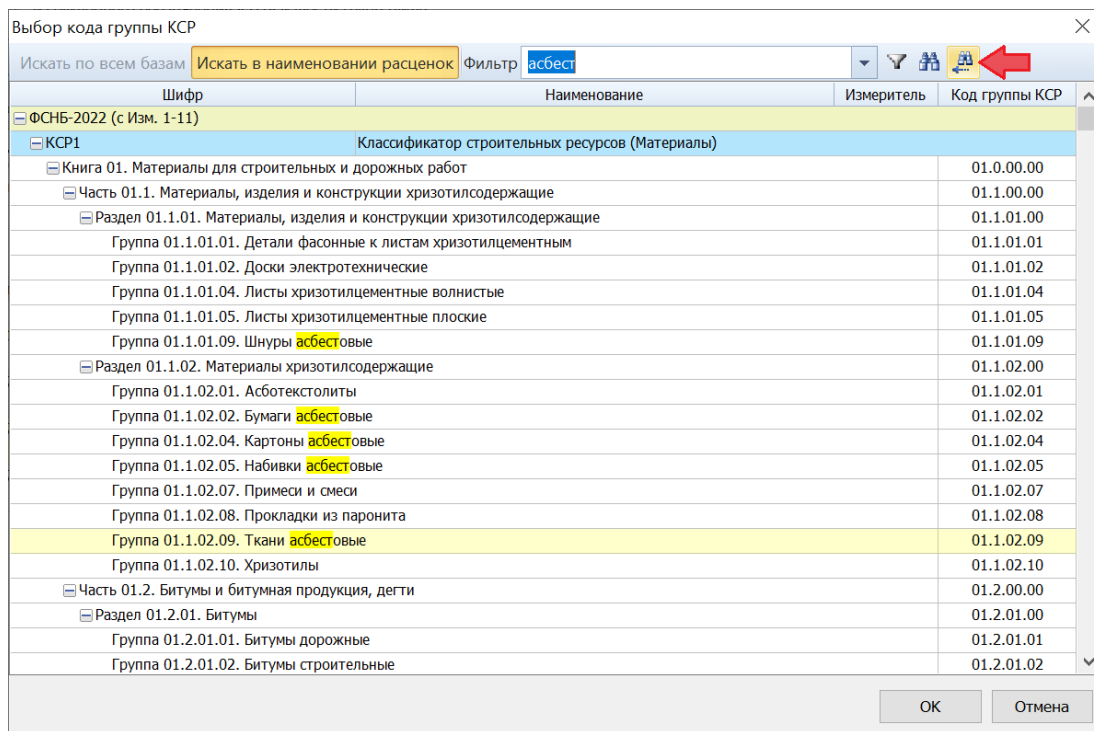 Выбор кода группы КСР
Искать по всем базам Искать в наименовании расценок Фильтр асбест
Шифр Наименование Измеритель Код группы КСР
ФСНБ-2022 (с Изм. 1-11)
КСР1 Классификатор строительных ресурсов (Материалы)
Книга 01. Материалы для строительных и дорожных работ 01.0.00.00
Часть 01.1. Материалы, изделия и конструкции хризотилсодержащие 01.1.00.00
Раздел 01.1.01. Материалы, изделия и конструкции хризотилсодержащие 01.1.01.00
Группа 01.1.01.01. Детали фасонные к листам хризотилцементным 01.1.01.01
Группа 01.1.01.02. Доски электротехнические 01.1.01.02
Группа 01.1.01.04. Листы хризотилцементные волнистые 01.1.01.04
Группа 01.1.01.05. Листы хризотилцементные плоские 01.1.01.05
Группа 01.1.01.09. Шнуры асбестовые 01.1.01.09
Раздел 01.1.02. Материалы хризотилсодержащие 01.1.02.00
Группа 01.1.02.01. Асботекстолиты 01.1.02.01
Группа 01.1.02.02. Бумаги асбестовые 01.1.02.02
Группа 01.1.02.04. Картоны асбестовые 01.1.02.04
Группа 01.1.02.05. Набивки асбестовые 01.1.02.05
Группа 01.1.02.07. Примеси и смеси 01.1.02.07
Группа 01.1.02.08. Прокладки из паронита 01.1.02.08
Группа 01.1.02.09. Ткани асбестовые 01.1.02.09
Группа 01.1.02.10. Хризотилы 01.1.02.10
Часть 01.2. Битумы и битумная продукция, дегти 01.2.00.00
Раздел 01.2.01. Битумы 01.2.01.00
Группа 01.2.01.01. Битумы дорожные 01.2.01.01
Группа 01.2.01.02. Битумы строительные 01.2.01.02
OK Отмена